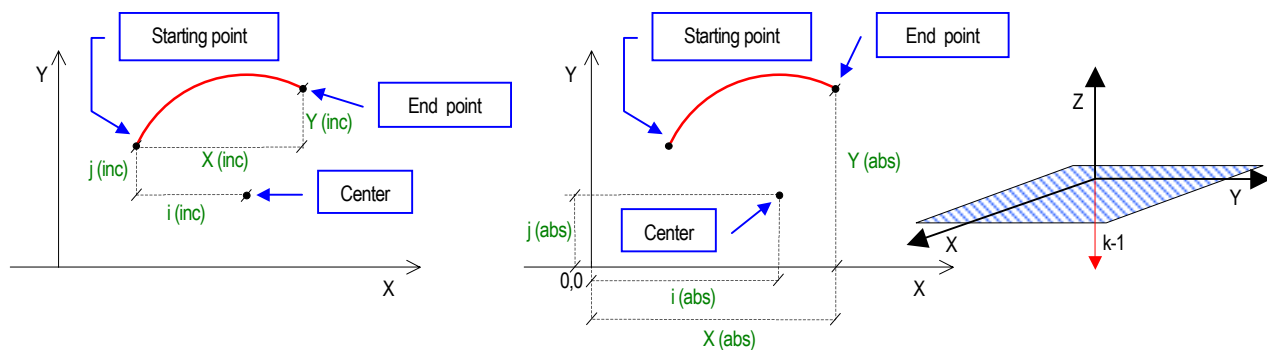 Starting point
Y
End point
Y (inc)
X (inc)
j (inc)
Center
i (inc)
X
Starting point
End point
Y
Y (abs)
j (abs)
Center
0,0
X
i (abs)
X (abs)
Z
Y
X
k-1